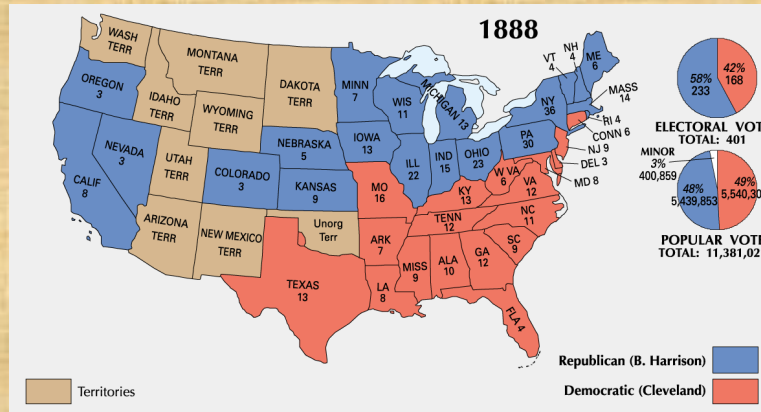 1888
WASH
TERR
MONTANA
TERR
DAKOTA
TERR
MINN
7
OREGON
3
IDAHO
TERR
WYOMING
TERR
WIS
11
MICHIGAN 13
VT
4
NH
4
ME
6
NY
36
MASS
14
RI 4
CONN 6
NJ 9
DEL 3
MD 8
PA
30
NEVADA
3
UTAH
TERR
COLORADO
3
NEBRASKA
5
IOWA
13
KANSAS
9
ILL
22
IND
15
OHIO
23
W VA
6
VA
12
CALIF
8
MO
16
KY
13
NC
11
TENN
12
ARIZONA
TERR
NEW MEXICO
TERR
Unorg
Terr
ARK
7
SC
9
MISS
9
ALA
10
GA
12
TEXAS
13
LA
8
FLA 4
58%
233
42%
168
ELECTORAL VOT
TOTAL: 401
MINOR
3%
400,859
48%
5,439,853
49%
5,540,30
POPULAR VOT
TOTAL: 11,381,02
Republican (B. Harrison)
Democratic (Cleveland)
Territories